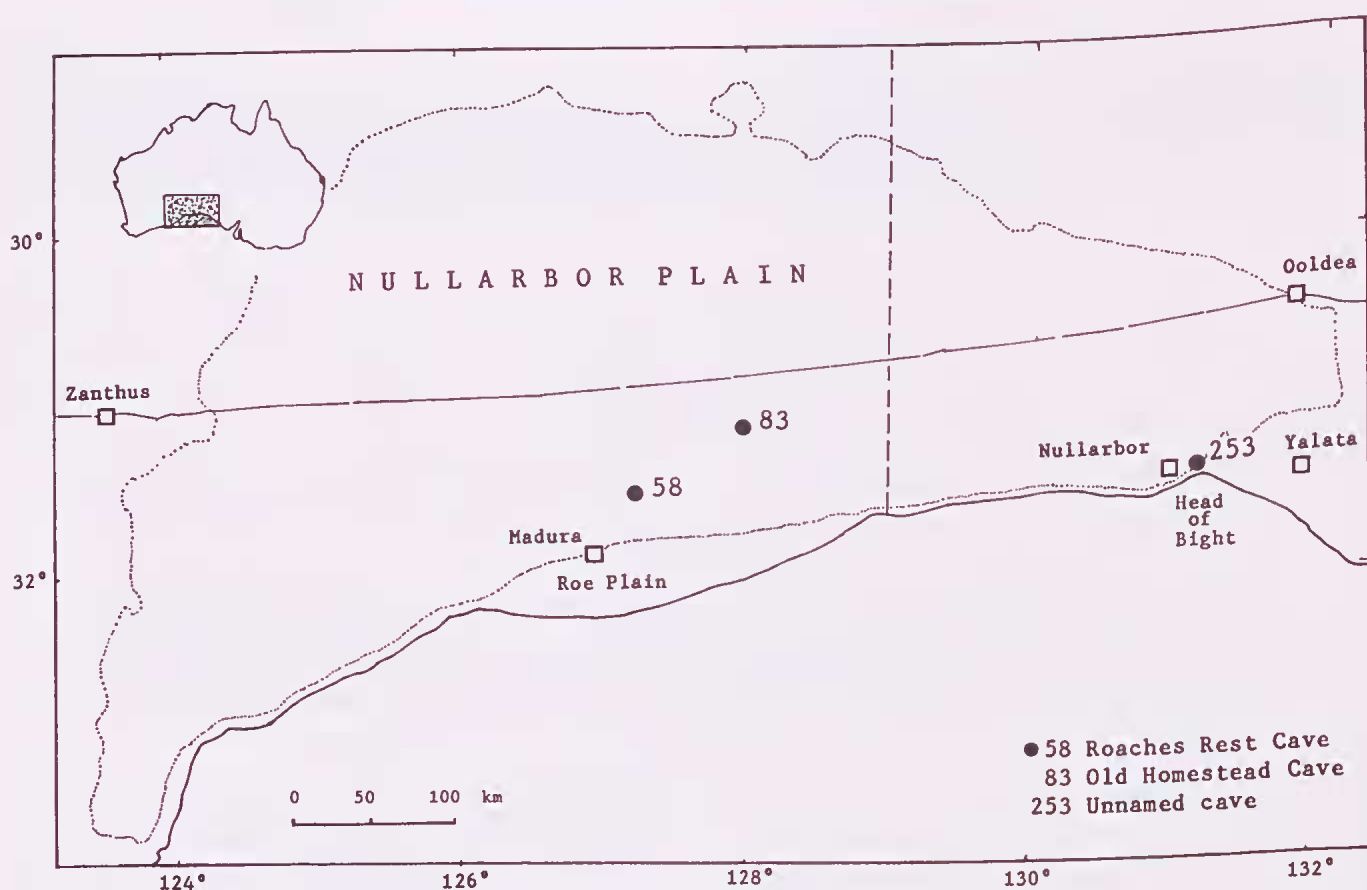 30°
NULLARBOR PLAIN
Ooldea
Zanthus
83
58
Nullarbor
253
Yalata
Head
of
Bight
Madura
Roe Plain
32°
58 Roaches Rest Cave
83 Old Homestead Cave
253 Unnamed cave
0 50 100 km
124° 126° 128° 130° 132°